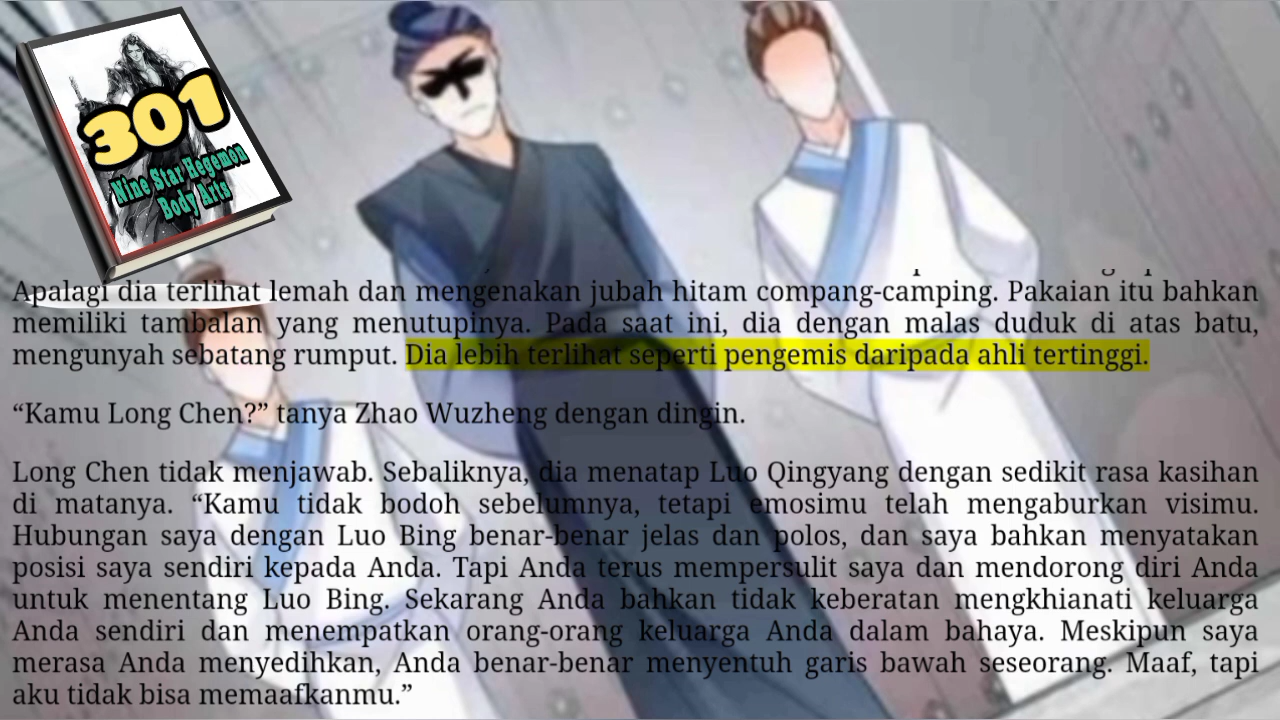 301
Nine Star Hegemon
Body Arts
Apalagi dia terlihat lemah dan mengenakan jubah hitam compang-camping. Pakaian itu bahkan
memiliki tambalan yang menutupinya. Pada saat ini, dia dengan malas duduk di atas batu,
mengunyah sebatang rumput. Dia lebih terlihat seperti pengemis daripada ahli tertinggi.
“Kamu Long Chen?” tanya Zhao Wuzheng dengan dingin.
Long Chen tidak menjawab. Sebaliknya, dia menatap Luo Qingyang dengan sedikit rasa kasihan
di matanya. “Kamu tidak bodoh sebelumnya, tetapi emosimu telah mengaburkan visimu.
Hubungan saya dengan Luo Bing benar-benar jelas dan polos, dan saya bahkan menyatakan
posisi saya sendiri kepada Anda. Tapi Anda terus mempersulit saya dan mendorong diri Anda
untuk menentang Luo Bing. Sekarang Anda bahkan tidak keberatan mengkhianati keluarga
Anda sendiri dan menempatkan orang-orang keluarga Anda dalam bahaya. Meskipun saya
merasa Anda menyedihkan, Anda benar-benar menyentuh garis bawah seseorang. Maaf, tapi
aku tidak bisa memaafkanmu.”